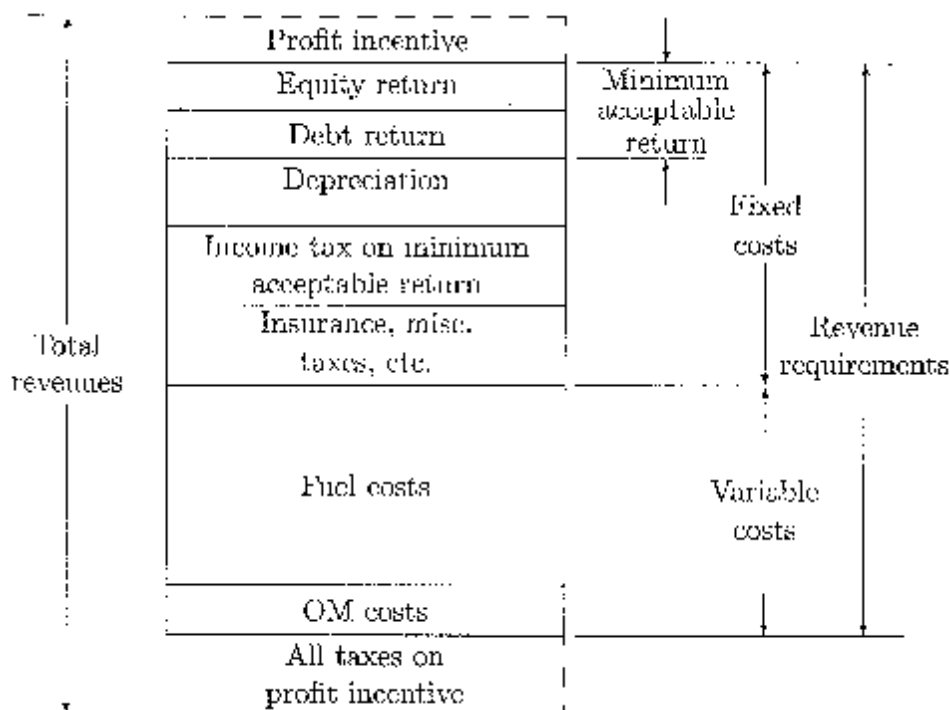 Profit incentive
Equity return
Debt return
Depreciation
Income tax on minimum
acceptable return
Insurance, misc.
taxes, etc.
Fuel costs
OM costs
All taxes on
profit incentive
Total
revenues
Minimum
acceptable
return
Fixed
costs
Variable
costs
Revenue
requirements